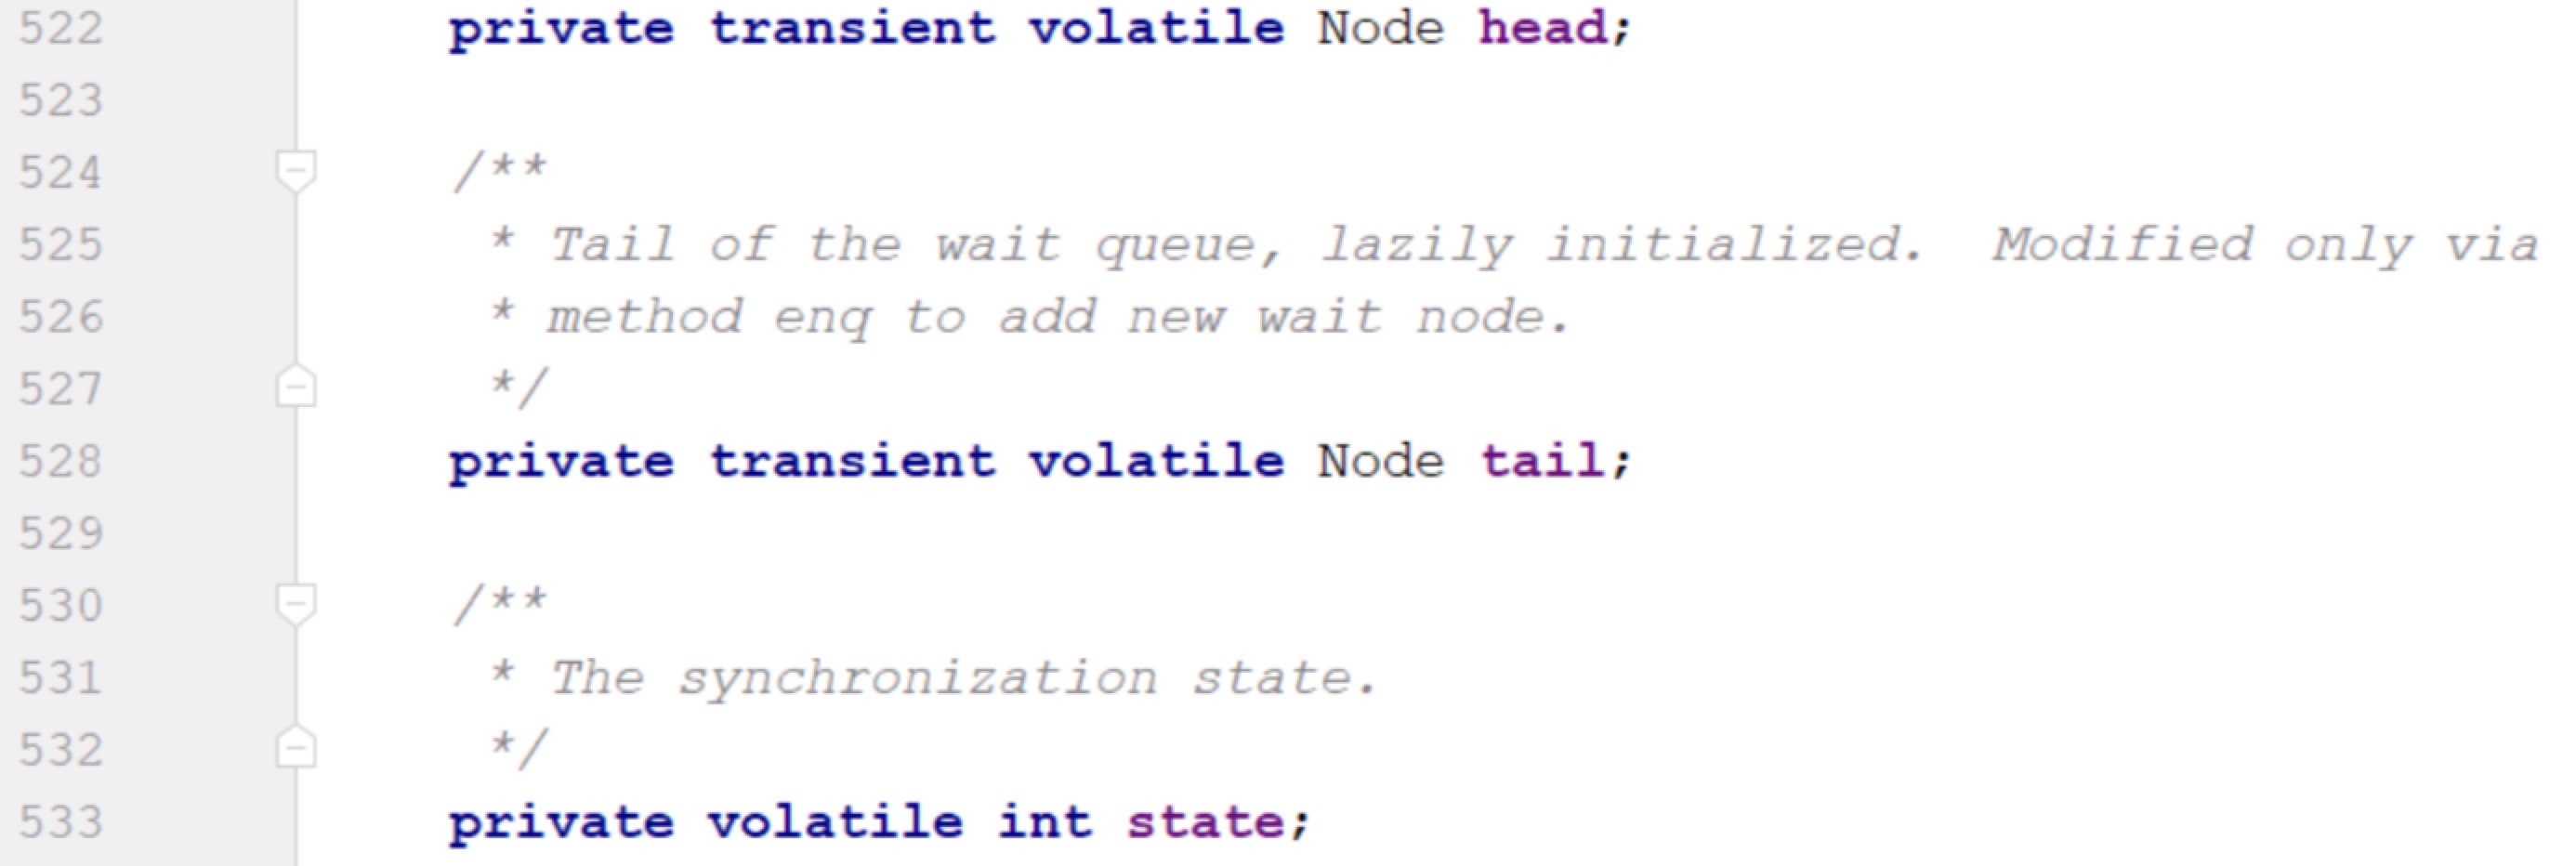 522 private transient volatile Node head;
523
524 /**
525 * Tail of the wait queue, lazily initialized.  Modified only via
526 * method enq to add new wait node.
527 */
528 private transient volatile Node tail;
529
530 /**
531 * The synchronization state.
532 */
533 private volatile int state;